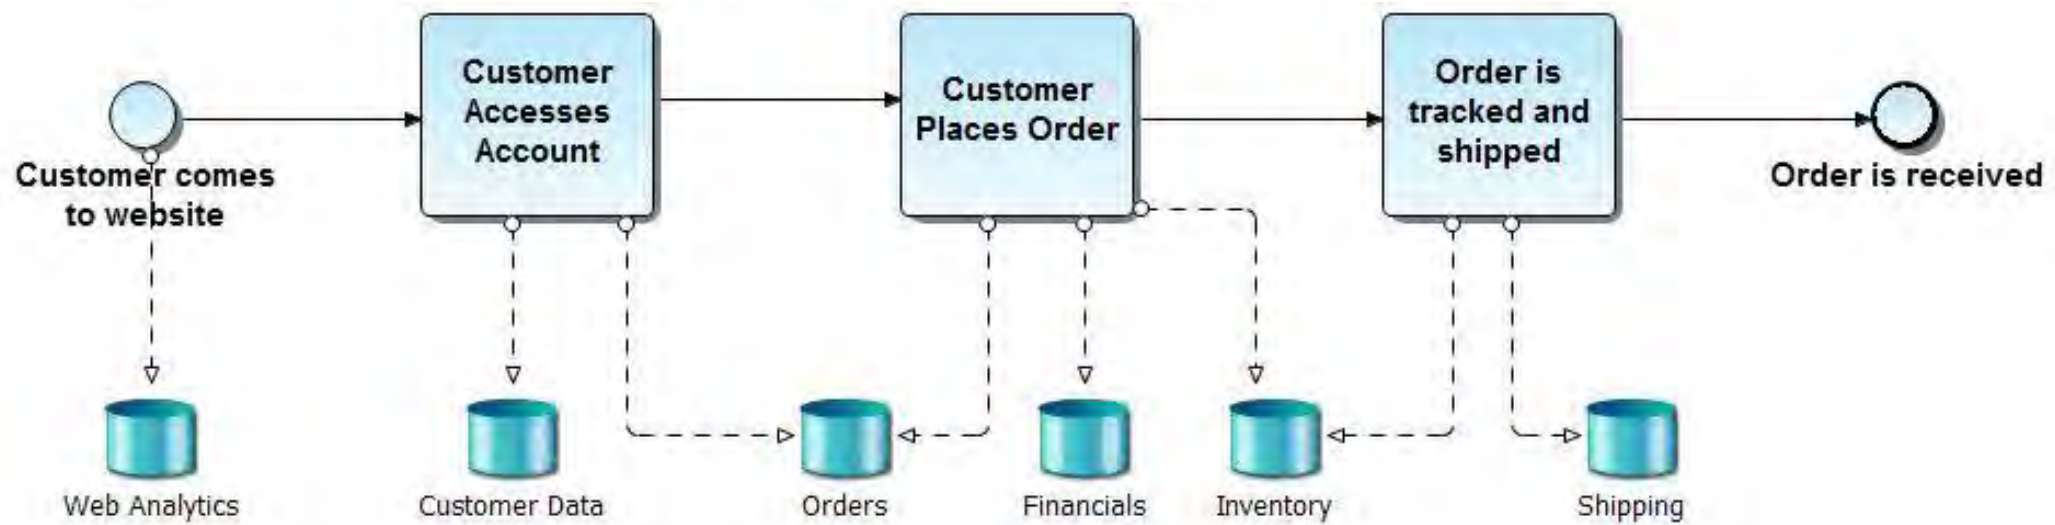 Customer
Accesses
Account
Customer
Places Order
Order is
tracked and
shipped
Customer comes
to website
Order is received
Web Analytics
Customer Data
Orders
Financials
Inventory
Shipping